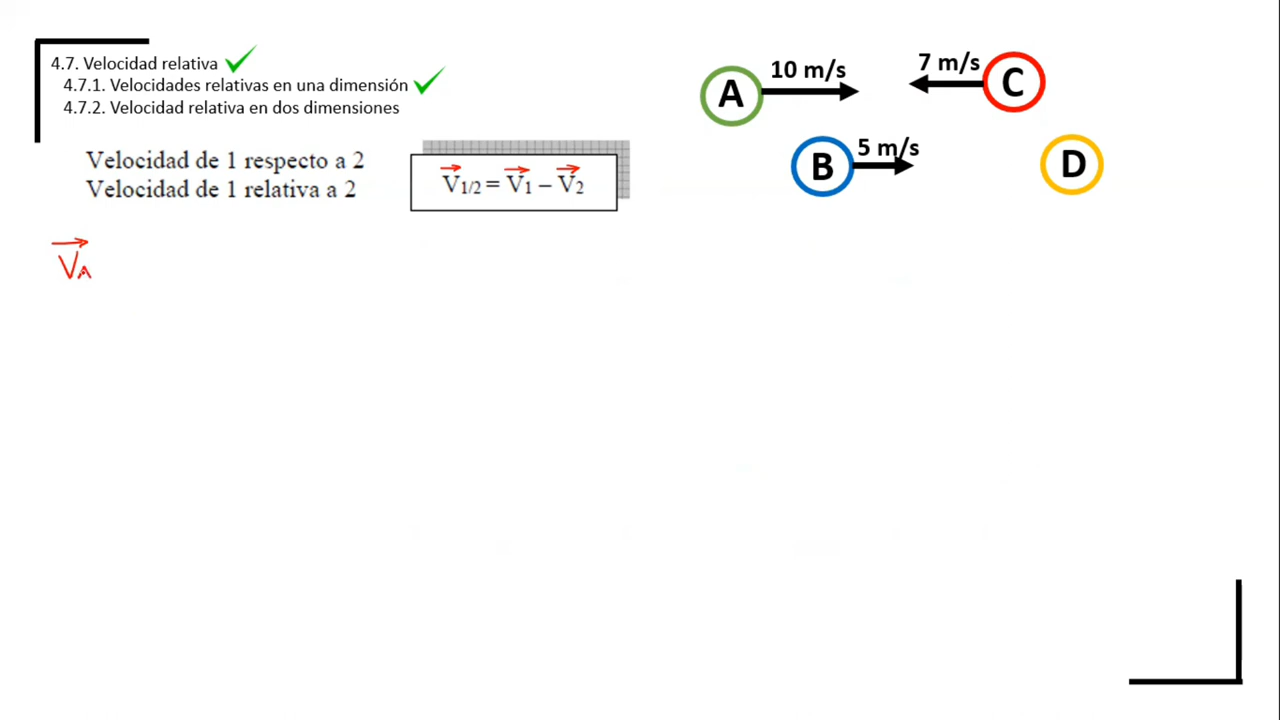 4.7. Velocidad relativa
4.7.1. Velocidades relativas en una dimensión
4.7.2. Velocidad relativa en dos dimensiones
Velocidad de 1 respecto a 2
Velocidad de 1 relativa a 2
V1/2 = V1 – V2
VA
10 m/s
7 m/s
A
C
5 m/s
B
D